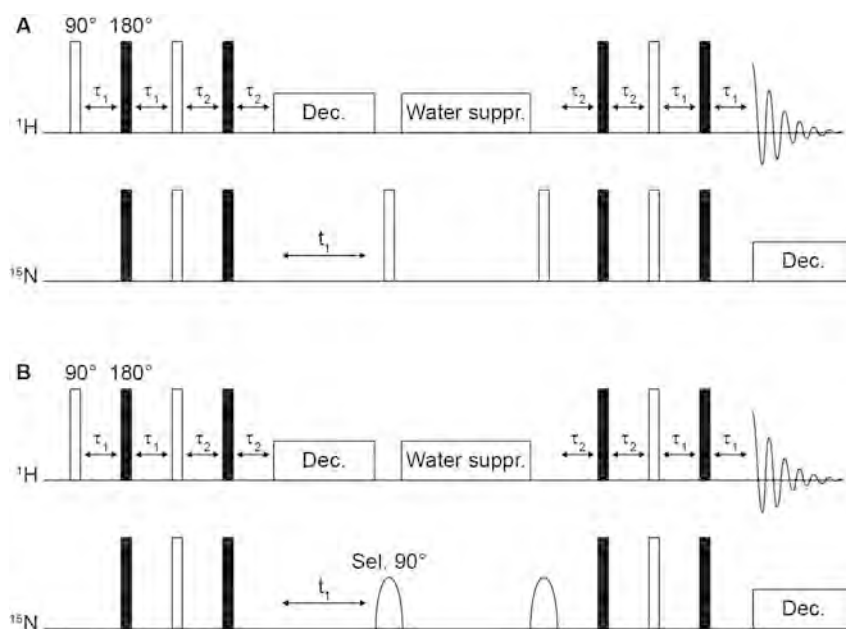 A
90° 180°
τ1 τ1 τ2 τ2 τ2 τ2 τ1 τ1
Dec. Water suppr.
1H
t1
15N
Dec.
B
90° 180°
τ1 τ1 τ2 τ2 τ2 τ2 τ1 τ1
Dec. Water suppr.
1H
Sel. 90°
t1
15N
Dec.